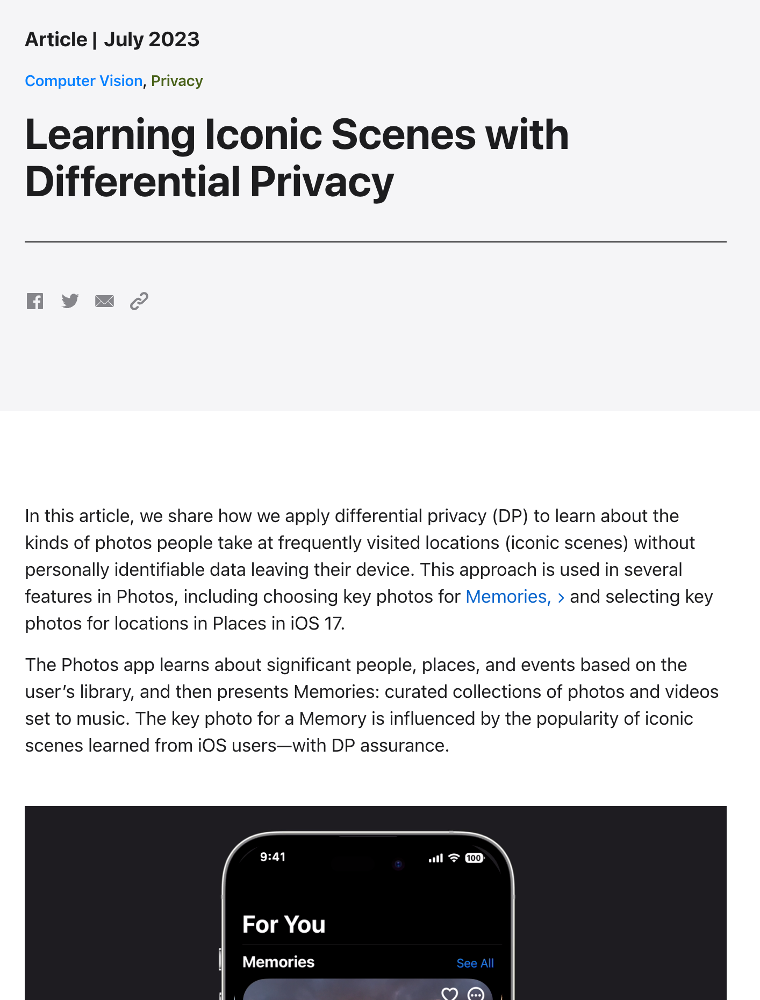 Article | July 2023
Computer Vision, Privacy
Learning Iconic Scenes with
Differential Privacy
In this article, we share how we apply differential privacy (DP) to learn about the
kinds of photos people take at frequently visited locations (iconic scenes) without
personally identifiable data leaving their device. This approach is used in several
features in Photos, including choosing key photos for Memories, › and selecting key
photos for locations in Places in iOS 17.
The Photos app learns about significant people, places, and events based on the
user’s library, and then presents Memories: curated collections of photos and videos
set to music. The key photo for a Memory is influenced by the popularity of iconic
scenes learned from iOS users—with DP assurance.
9:41 100
For You
Memories See All